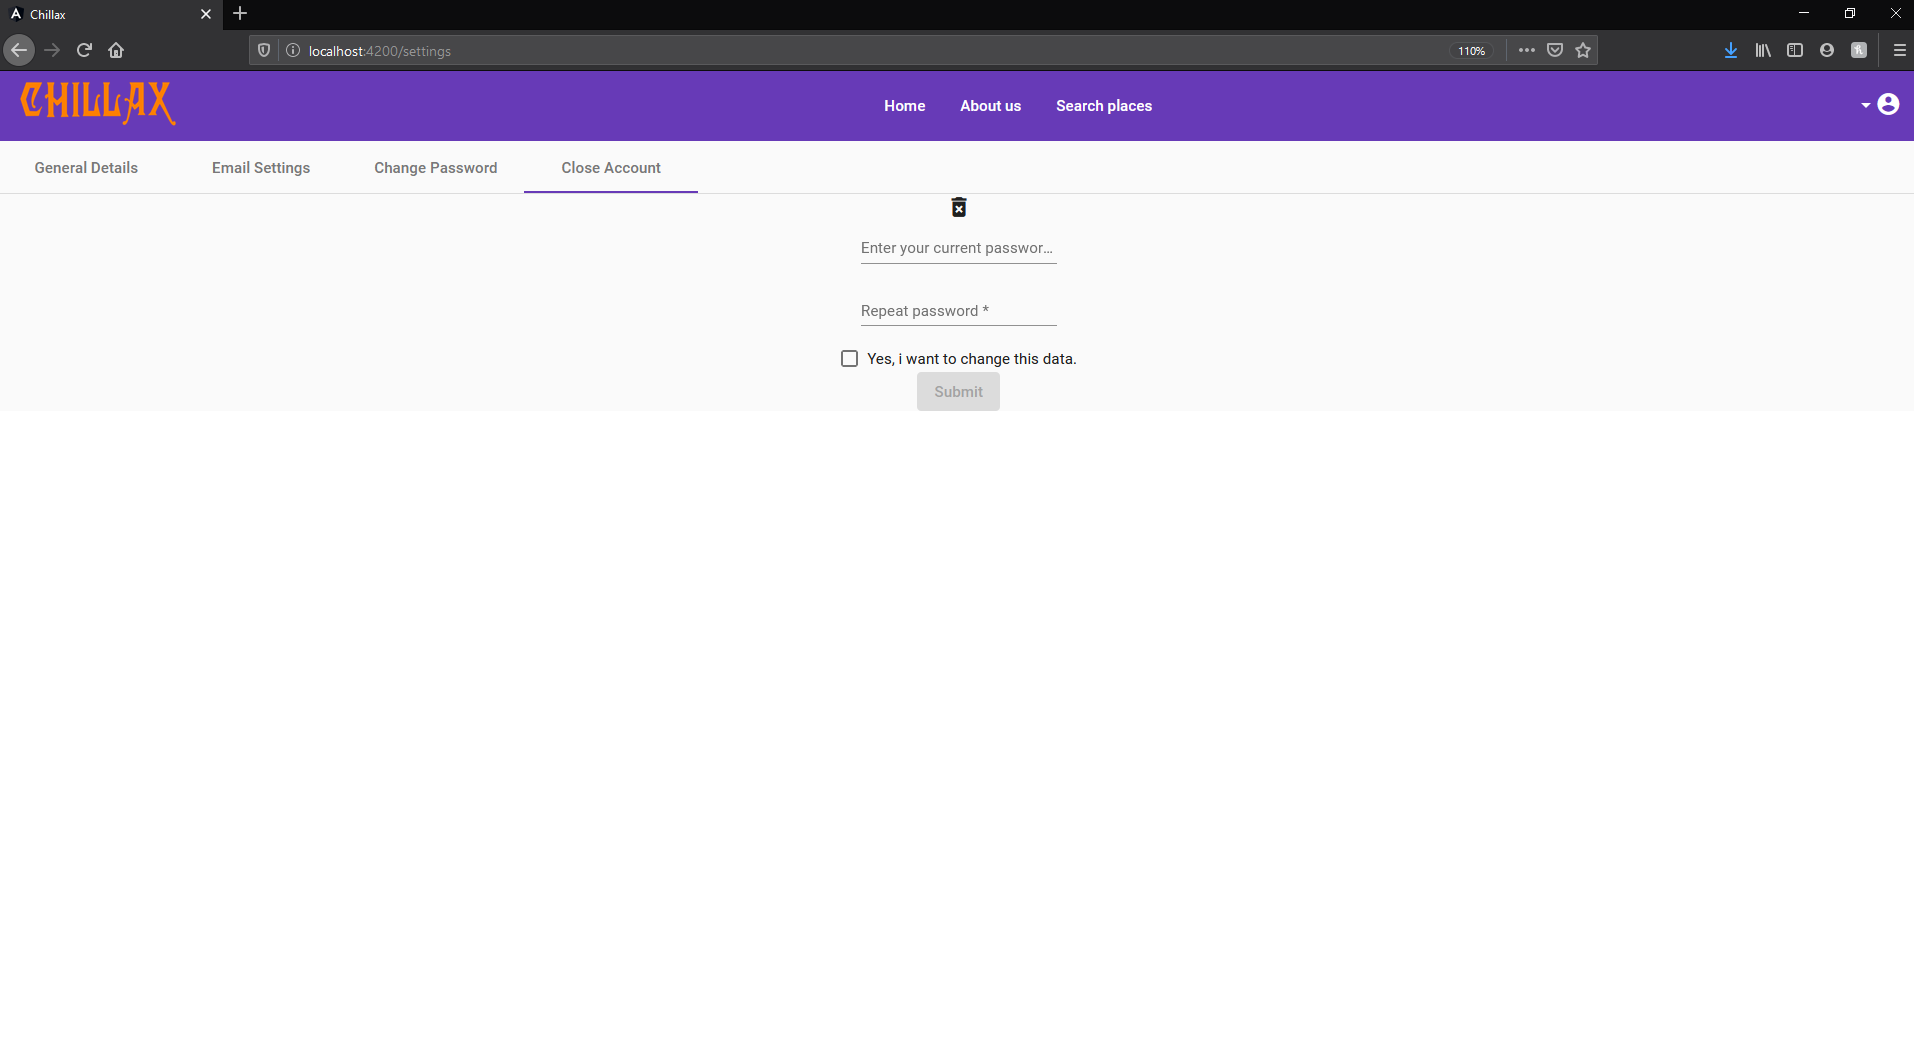 Chillax
localhost:4200/settings
110%
CHILLAX
Home
About us
Search places
General Details
Email Settings
Change Password
Close Account
Enter your current passwor...
Repeat password *
Yes, i want to change this data.
Submit